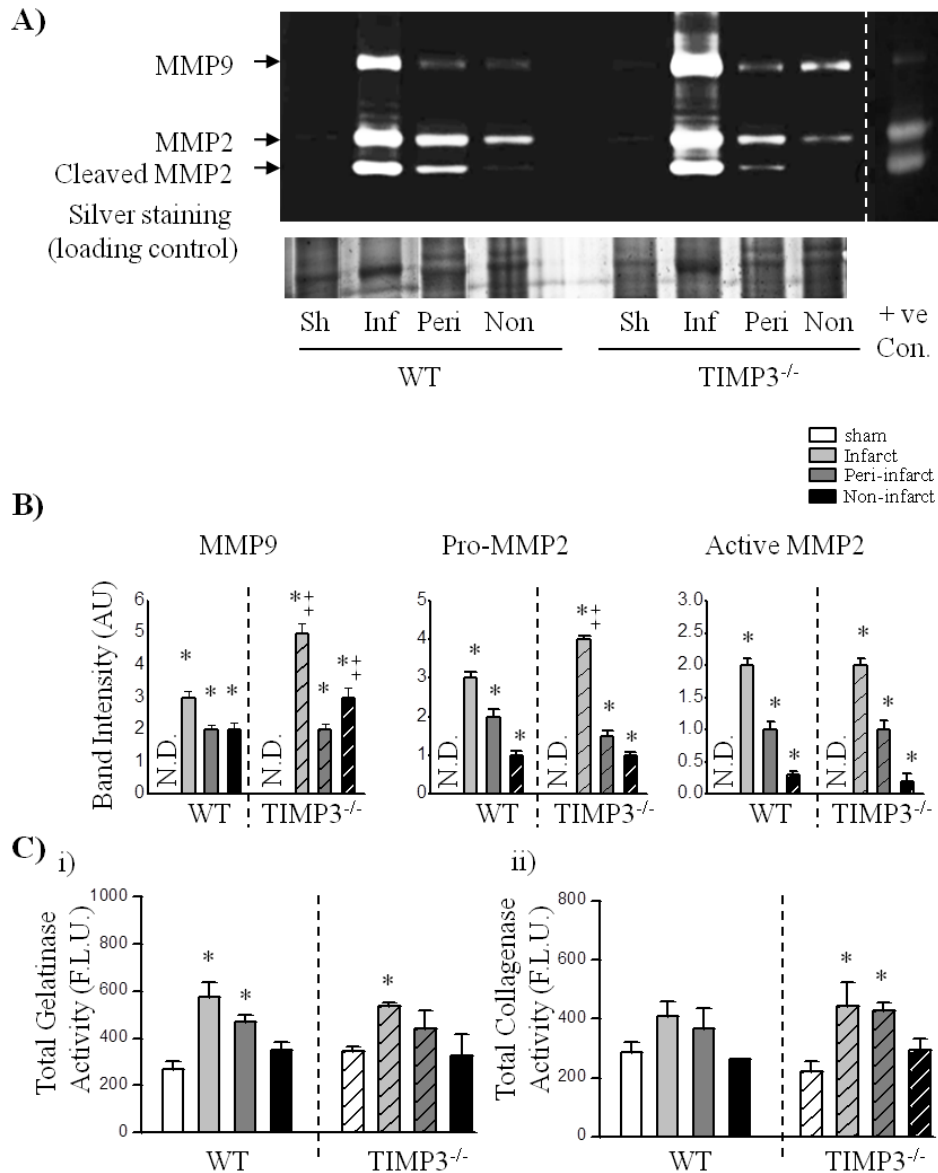 A)
MMP9
MMP2
Cleaved MMP2
Silver staining
(loading control)
Sh Inf Peri Non Sh Inf Peri Non + ve
Con.
WT TIMP3-/-
sham
Infarct
Peri-infarct
Non-infarct
B)
MMP9 Pro-MMP2 Active MMP2
Band Intensity (AU)
6
5
4
3
2
1
0
N.D.
*
*
*
N.D.
*‡
*
*‡
WT TIMP3-/-
5
4
3
2
1
0
N.D.
*
*
*
N.D.
*‡
*
*
WT TIMP3-/-
3.0
2.5
2.0
1.5
1.0
0.5
0.0
N.D.
*
*
*
N.D.
*
*
*
WT TIMP3-/-
C)
i)
Total Gelatinase
Activity (F.L.U.)
1000
800
600
400
200
0
*
*
*
WT TIMP3-/-
ii)
Total Collagenase
Activity (F.L.U.)
800
600
400
200
0
*
*
WT TIMP3-/-